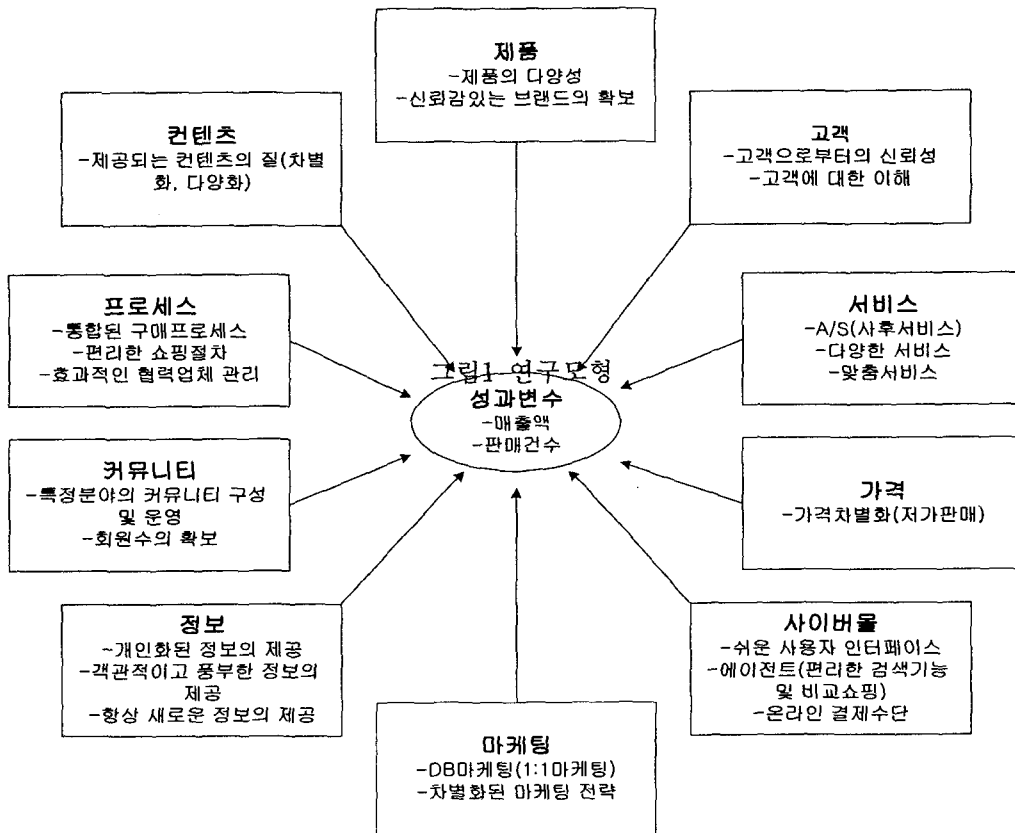 제품
-제품의 다양성
-신뢰감있는 브랜드의 확보
컨텐츠
-제공되는 컨텐츠의 질(차별
화, 다양화)
고객
-고객으로부터의 신뢰성
-고객에 대한 이해
프로세스
-통합된 구매프로세스
-편리한 쇼핑절차
-효과적인 협력업체 관리
서비스
-A/S(사후서비스)
-다양한 서비스
-맞춤서비스
그림1 연구모형
성과변수
-매출액
-판매건수
커뮤니티
-특정분야의 커뮤니티 구성
및 운영
-회원수의 확보
가격
-가격차별화(저가판매)
정보
~개인화된 정보의 제공
-객관적이고 풍부한 정보의
제공
-항상 새로운 정보의 제공
사이버몰
-쉬운 사용자 인터페이스
-에이전트(편리한 검색기능
및 비교쇼핑)
-온라인 결제수단
마케팅
-DB마케팅(1:1마케팅)
-차별화된 마케팅 전략